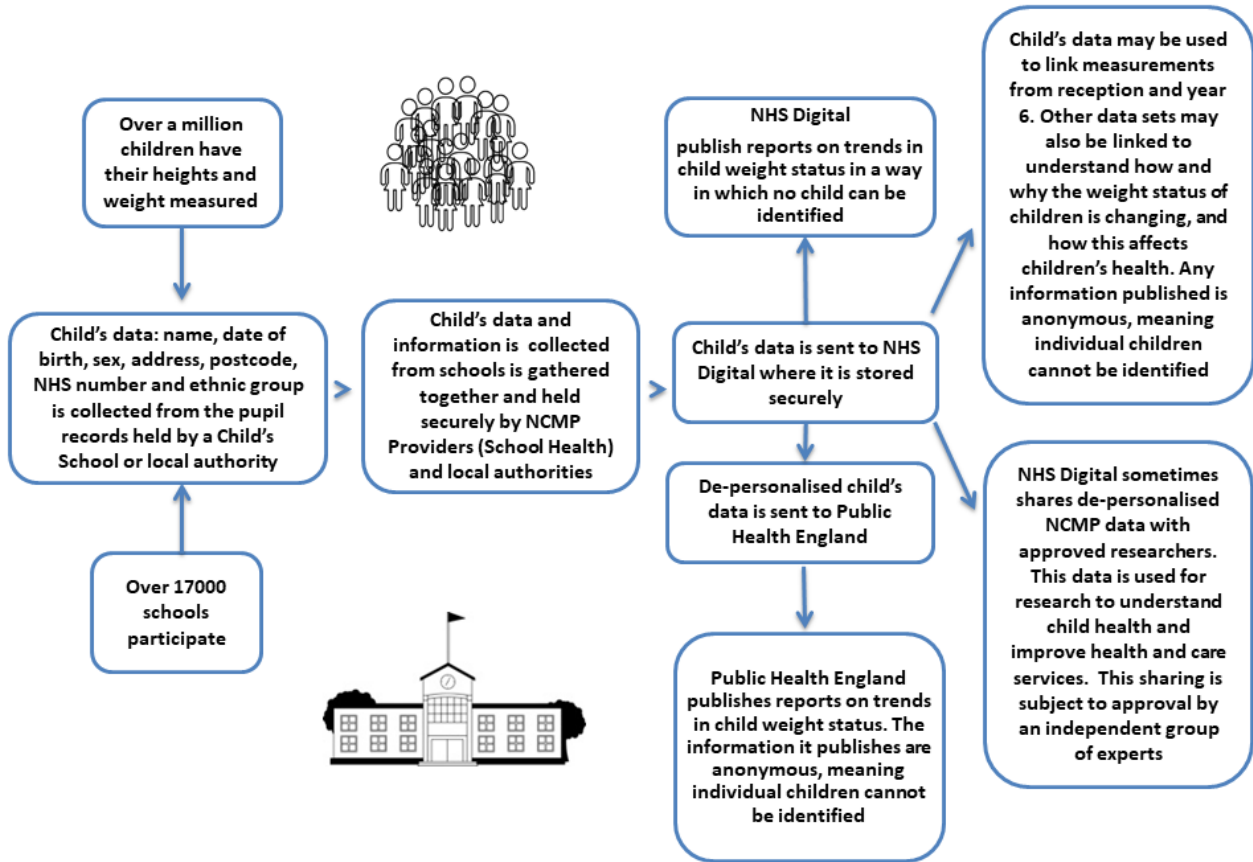 Over a million
children have
their heights and
weight measured
Child’s data: name, date of
birth, sex, address, postcode,
NHS number and ethnic group
is collected from the pupil
records held by a Child’s
School or local authority
Over 17000
schools
participate
Child’s data and
information is  collected
from schools is gathered
together and held
securely by NCMP
Providers (School Health)
and local authorities
NHS Digital
publish reports on trends in
child weight status in a way
in which no child can be
identified
Child’s data is sent to NHS
Digital where it is stored
securely
De-personalised child’s
data is sent to Public
Health England
Public Health England
publishes reports on trends
in child weight status. The
information it publishes are
anonymous, meaning
individual children cannot
be identified
Child’s data may be used
to link measurements
from reception and year
6. Other data sets may
also be linked to
understand how and
why the weight status of
children is changing, and
how this affects
children’s health. Any
information published is
anonymous, meaning
individual children
cannot be identified
NHS Digital sometimes
shares de-personalised
NCMP data with
approved researchers.
This data is used for
research to understand
child health and
improve health and care
services.  This sharing is
subject to approval by
an independent group
of experts